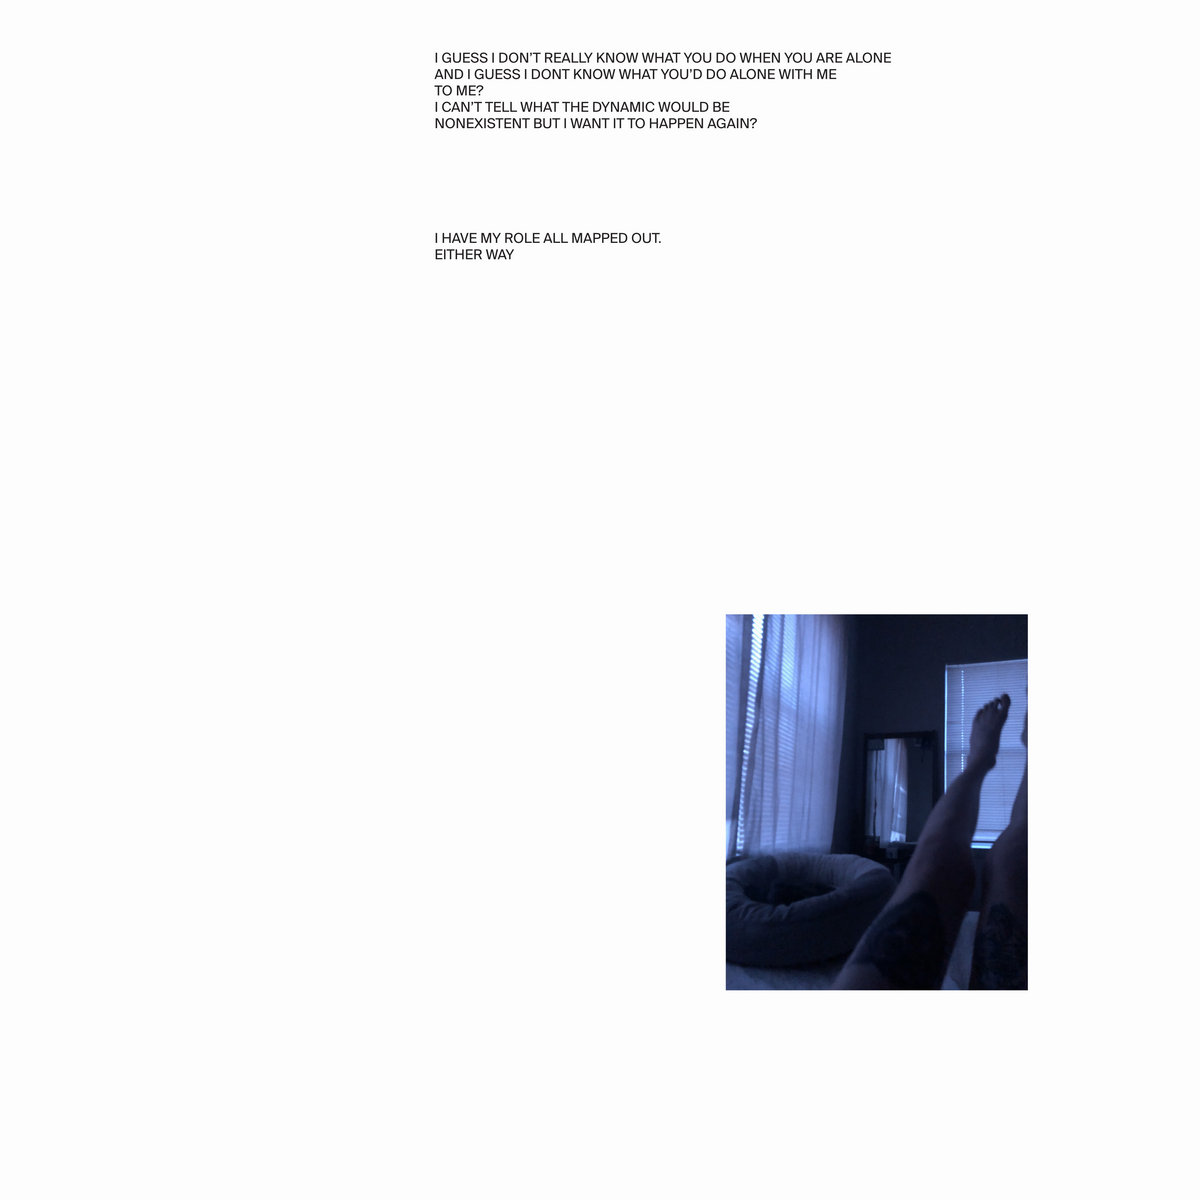 I GUESS I DON’T REALLY KNOW WHAT YOU DO WHEN YOU ARE ALONE
AND I GUESS I DONT KNOW WHAT YOU’D DO ALONE WITH ME
TO ME?
I CAN’T TELL WHAT THE DYNAMIC WOULD BE
NONEXISTENT BUT I WANT IT TO HAPPEN AGAIN?
I HAVE MY ROLE ALL MAPPED OUT.
EITHER WAY